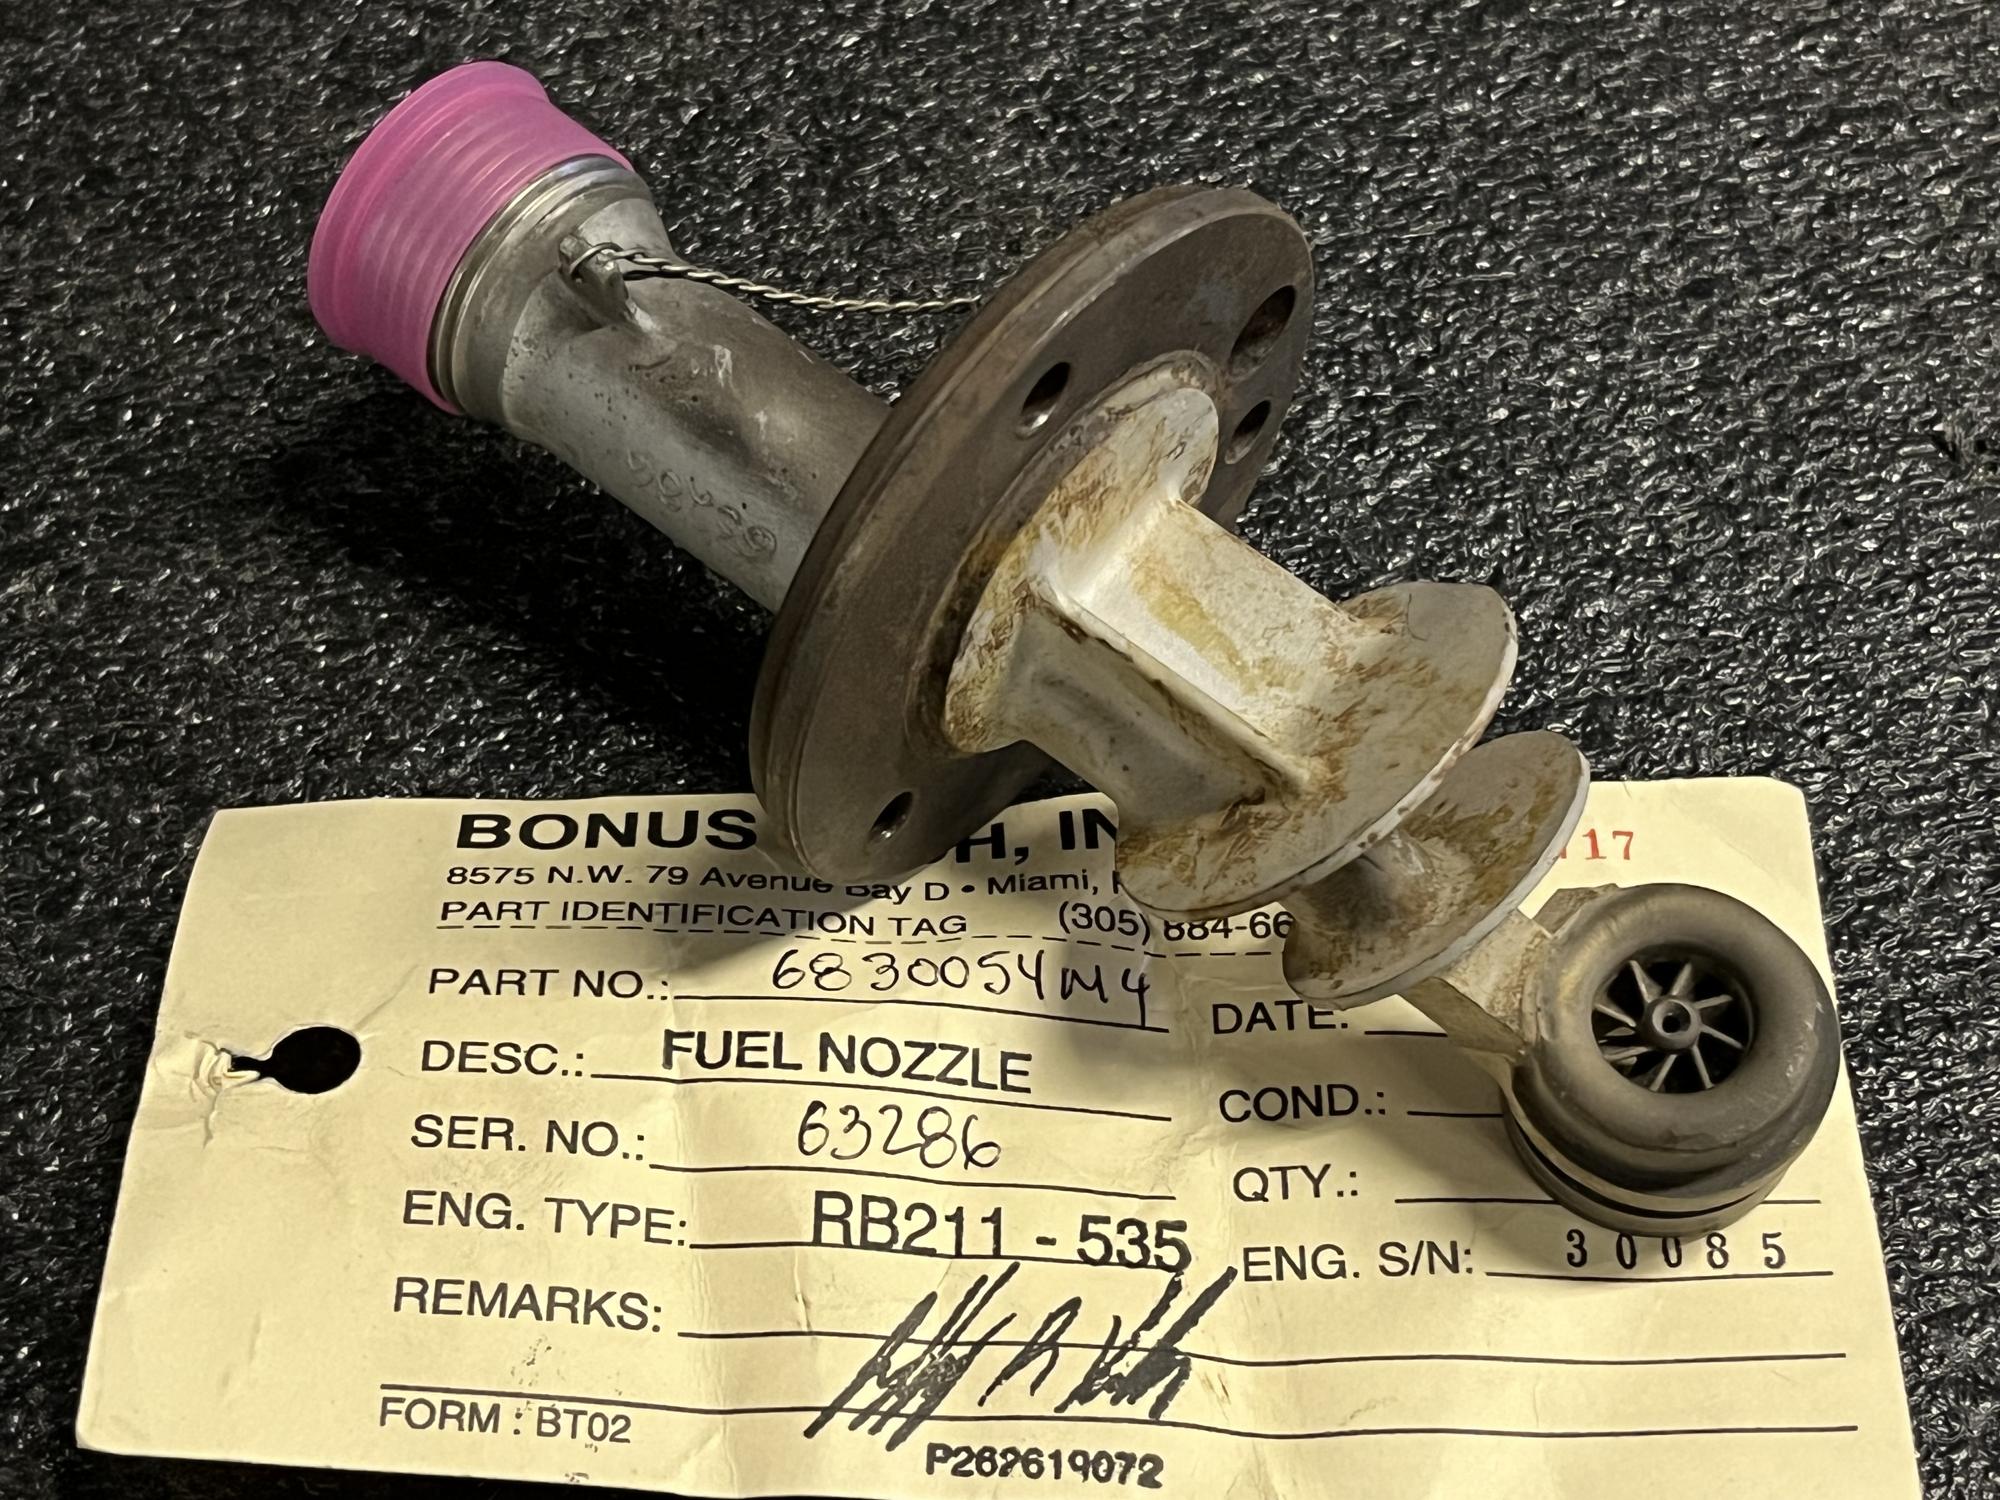 BONUS H, IN
8575 N.W. 79 Avenue Bay D • Miami,
PART IDENTIFICATION TAG (305) 884-66
17
PART NO.: 6830054M4
DATE:
DESC.: FUEL NOZZLE
COND.:
SER. NO.: 63286
QTY.:
ENG. TYPE: RB211-535
ENG. S/N: 30085
REMARKS:
FORM : BT02
P262619072